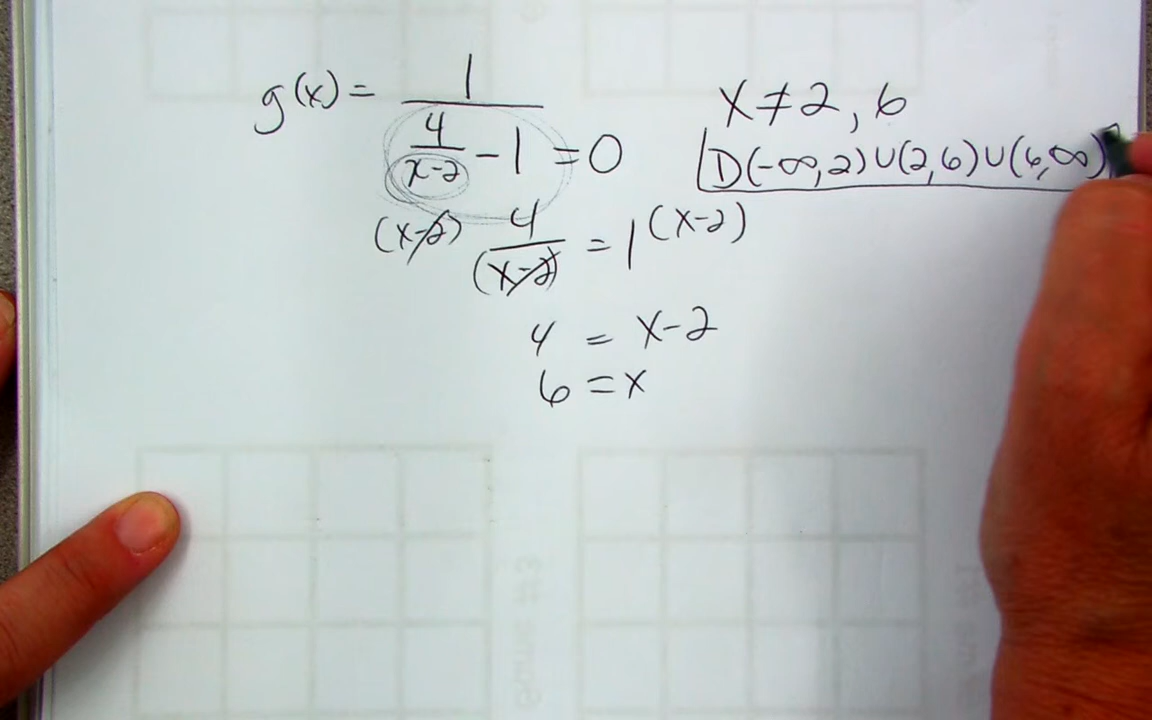 g(x) = 1
4
x-2 - 1 = 0
x ≠ 2, 6
D(-∞,2)∪(2,6)∪(6,∞)
(x-2) 4 = 1 (x-2)
(x-2)
4 = x-2
6 = x